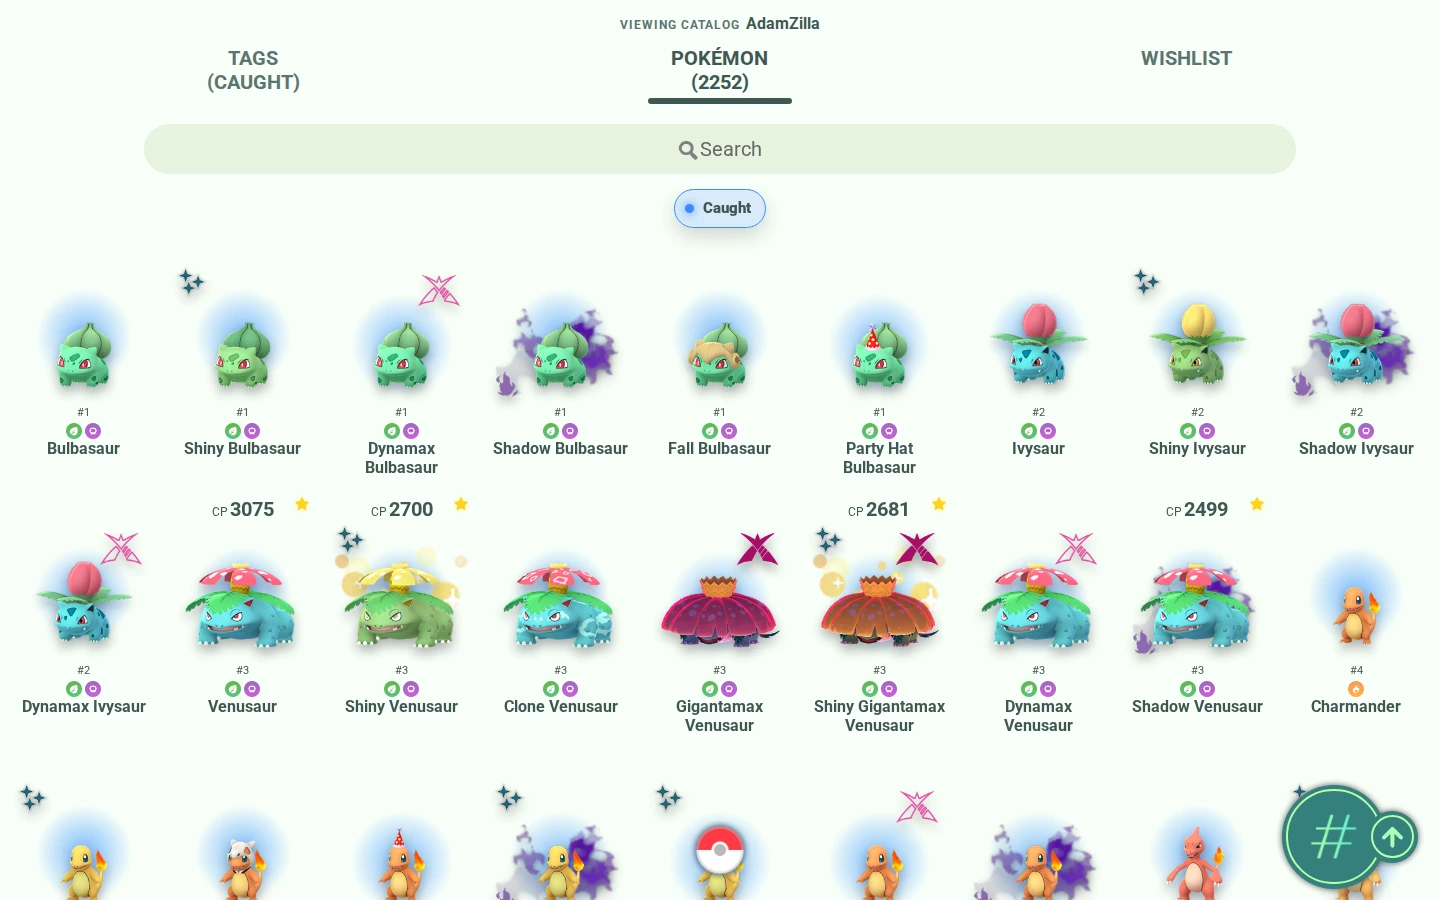 VIEWING CATALOG AdamZilla
TAGS
(CAUGHT)
POKÉMON
(2252)
WISHLIST
Search
Caught
#1
Bulbasaur
#1
Shiny Bulbasaur
#1
Dynamax
Bulbasaur
#1
Shadow Bulbasaur
#1
Fall Bulbasaur
#1
Party Hat
Bulbasaur
#2
Ivysaur
#2
Shiny Ivysaur
#2
Shadow Ivysaur
#2
Dynamax Ivysaur
CP 3075
#3
Venusaur
CP 2700
#3
Shiny Venusaur
#3
Clone Venusaur
#3
Gigantamax
Venusaur
CP 2681
#3
Shiny Gigantamax
Venusaur
#3
Dynamax
Venusaur
CP 2499
#3
Shadow Venusaur
#4
Charmander
#